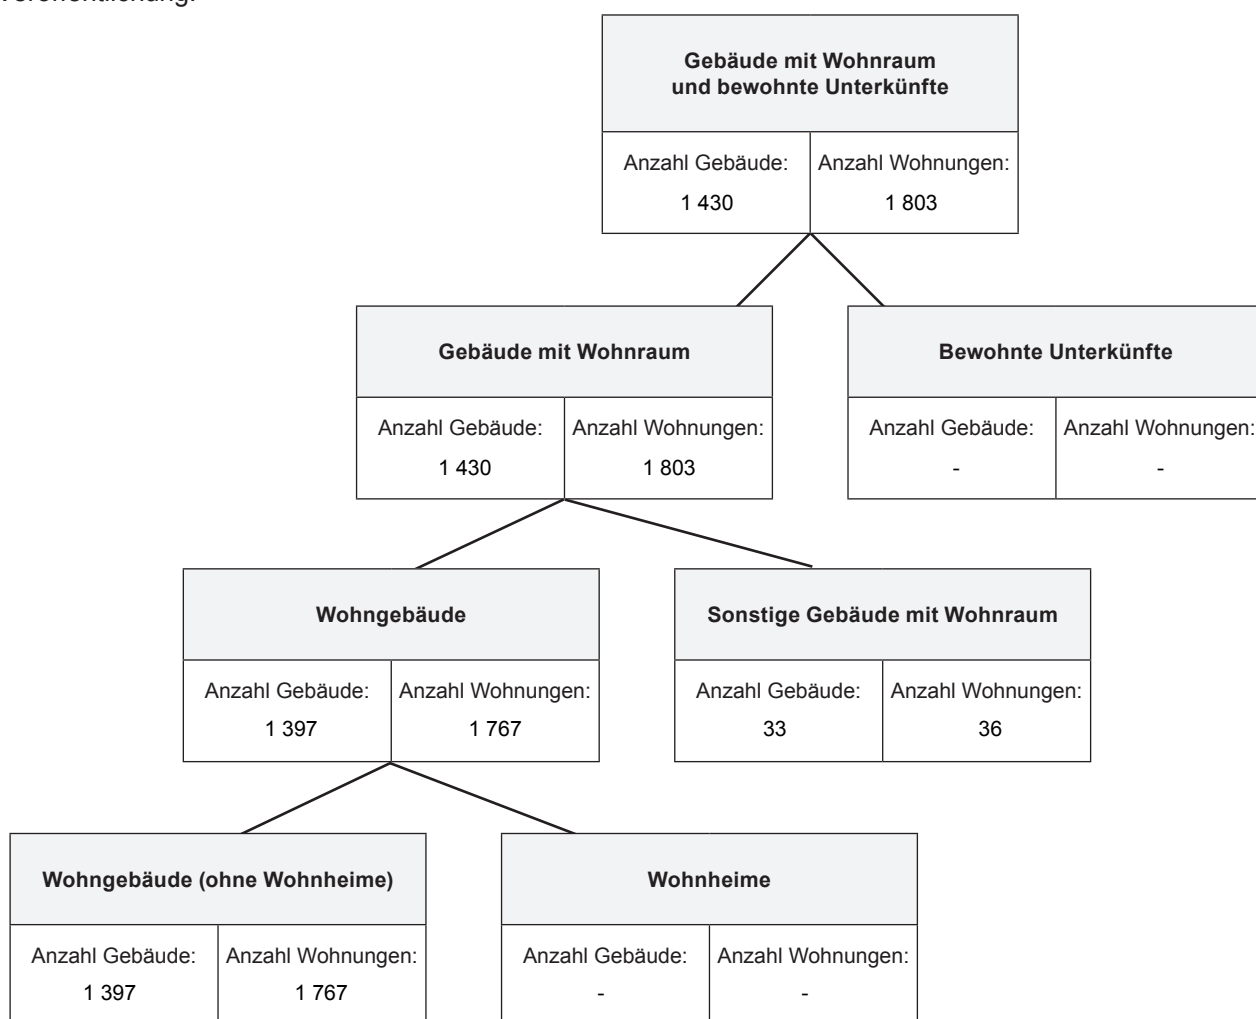 Veröffentlichung.
Gebäude mit Wohnraum
und bewohnte Unterkünfte
Anzahl Gebäude: Anzahl Wohnungen:
1 430 1 803
Gebäude mit Wohnraum Bewohnte Unterkünfte
Anzahl Gebäude: Anzahl Wohnungen: Anzahl Gebäude: Anzahl Wohnungen:
1 430 1 803 - -
Wohngebäude Sonstige Gebäude mit Wohnraum
Anzahl Gebäude: Anzahl Wohnungen: Anzahl Gebäude: Anzahl Wohnungen:
1 397 1 767 33 36
Wohngebäude (ohne Wohnheime) Wohnheime
Anzahl Gebäude: Anzahl Wohnungen: Anzahl Gebäude: Anzahl Wohnungen:
1 397 1 767 - -